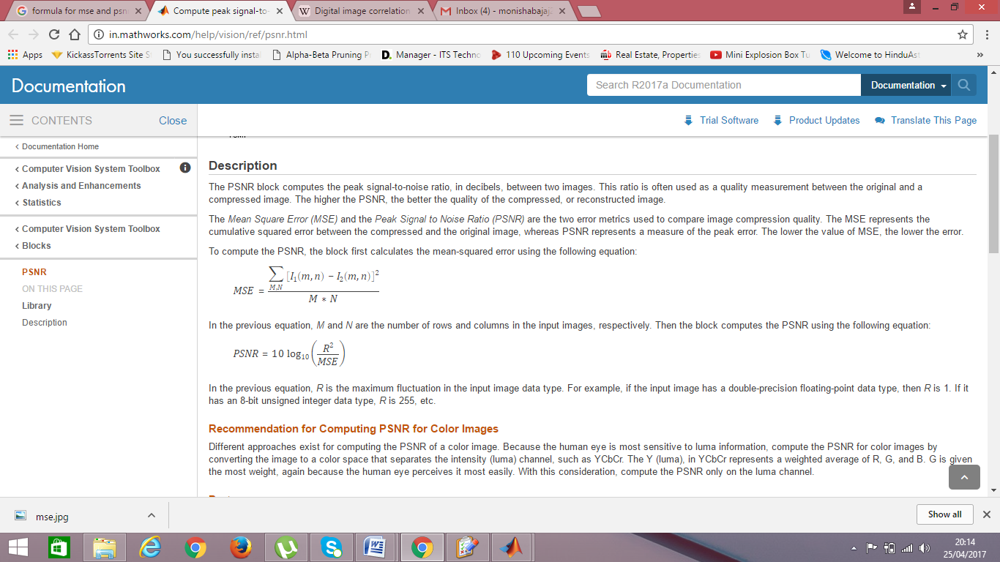 formula for mse and psn
Compute peak signal-to-
Digital image correlation
Inbox (4) - monishabajaj
in.mathworks.com/help/vision/ref/psnr.html
Apps
KickassTorrents Site S
You successfully instal
Alpha-Beta Pruning P
Manager - ITS Techno
110 Upcoming Events
Real Estate, Properties
Mini Explosion Box Tu
Welcome to HinduAst
»
Documentation
Search R2017a Documentation
Documentation
CONTENTS
Close
Trial Software
Product Updates
Translate This Page
< Documentation Home
< Computer Vision System Toolbox
< Analysis and Enhancements
< Statistics
< Computer Vision System Toolbox
< Blocks
PSNR
ON THIS PAGE
Library
Description
Description
The PSNR block computes the peak signal-to-noise ratio, in decibels, between two images. This ratio is often used as a quality measurement between the original and a
compressed image. The higher the PSNR, the better the quality of the compressed, or reconstructed image.
The Mean Square Error (MSE) and the Peak Signal to Noise Ratio (PSNR) are the two error metrics used to compare image compression quality. The MSE represents the
cumulative squared error between the compressed and the original image, whereas PSNR represents a measure of the peak error. The lower the value of MSE, the lower the error.
To compute the PSNR, the block first calculates the mean-squared error using the following equation:
MSE = ∑M,N [I₁(m,n) − I₂(m,n)]² / M * N
In the previous equation, M and N are the number of rows and columns in the input images, respectively. Then the block computes the PSNR using the following equation:
PSNR = 10 log₁₀(R²/MSE)
In the previous equation, R is the maximum fluctuation in the input image data type. For example, if the input image has a double-precision floating-point data type, then R is 1. If it
has an 8-bit unsigned integer data type, R is 255, etc.
Recommendation for Computing PSNR for Color Images
Different approaches exist for computing the PSNR of a color image. Because the human eye is most sensitive to luma information, compute the PSNR for color images by
converting the image to a color space that separates the intensity (luma) channel, such as YCbCr. The Y (luma), in YCbCr represents a weighted average of R, G, and B. G is given
the most weight, again because the human eye perceives it most easily. With this consideration, compute the PSNR only on the luma channel.
mse.jpg
Show all
20:14
25/04/2017